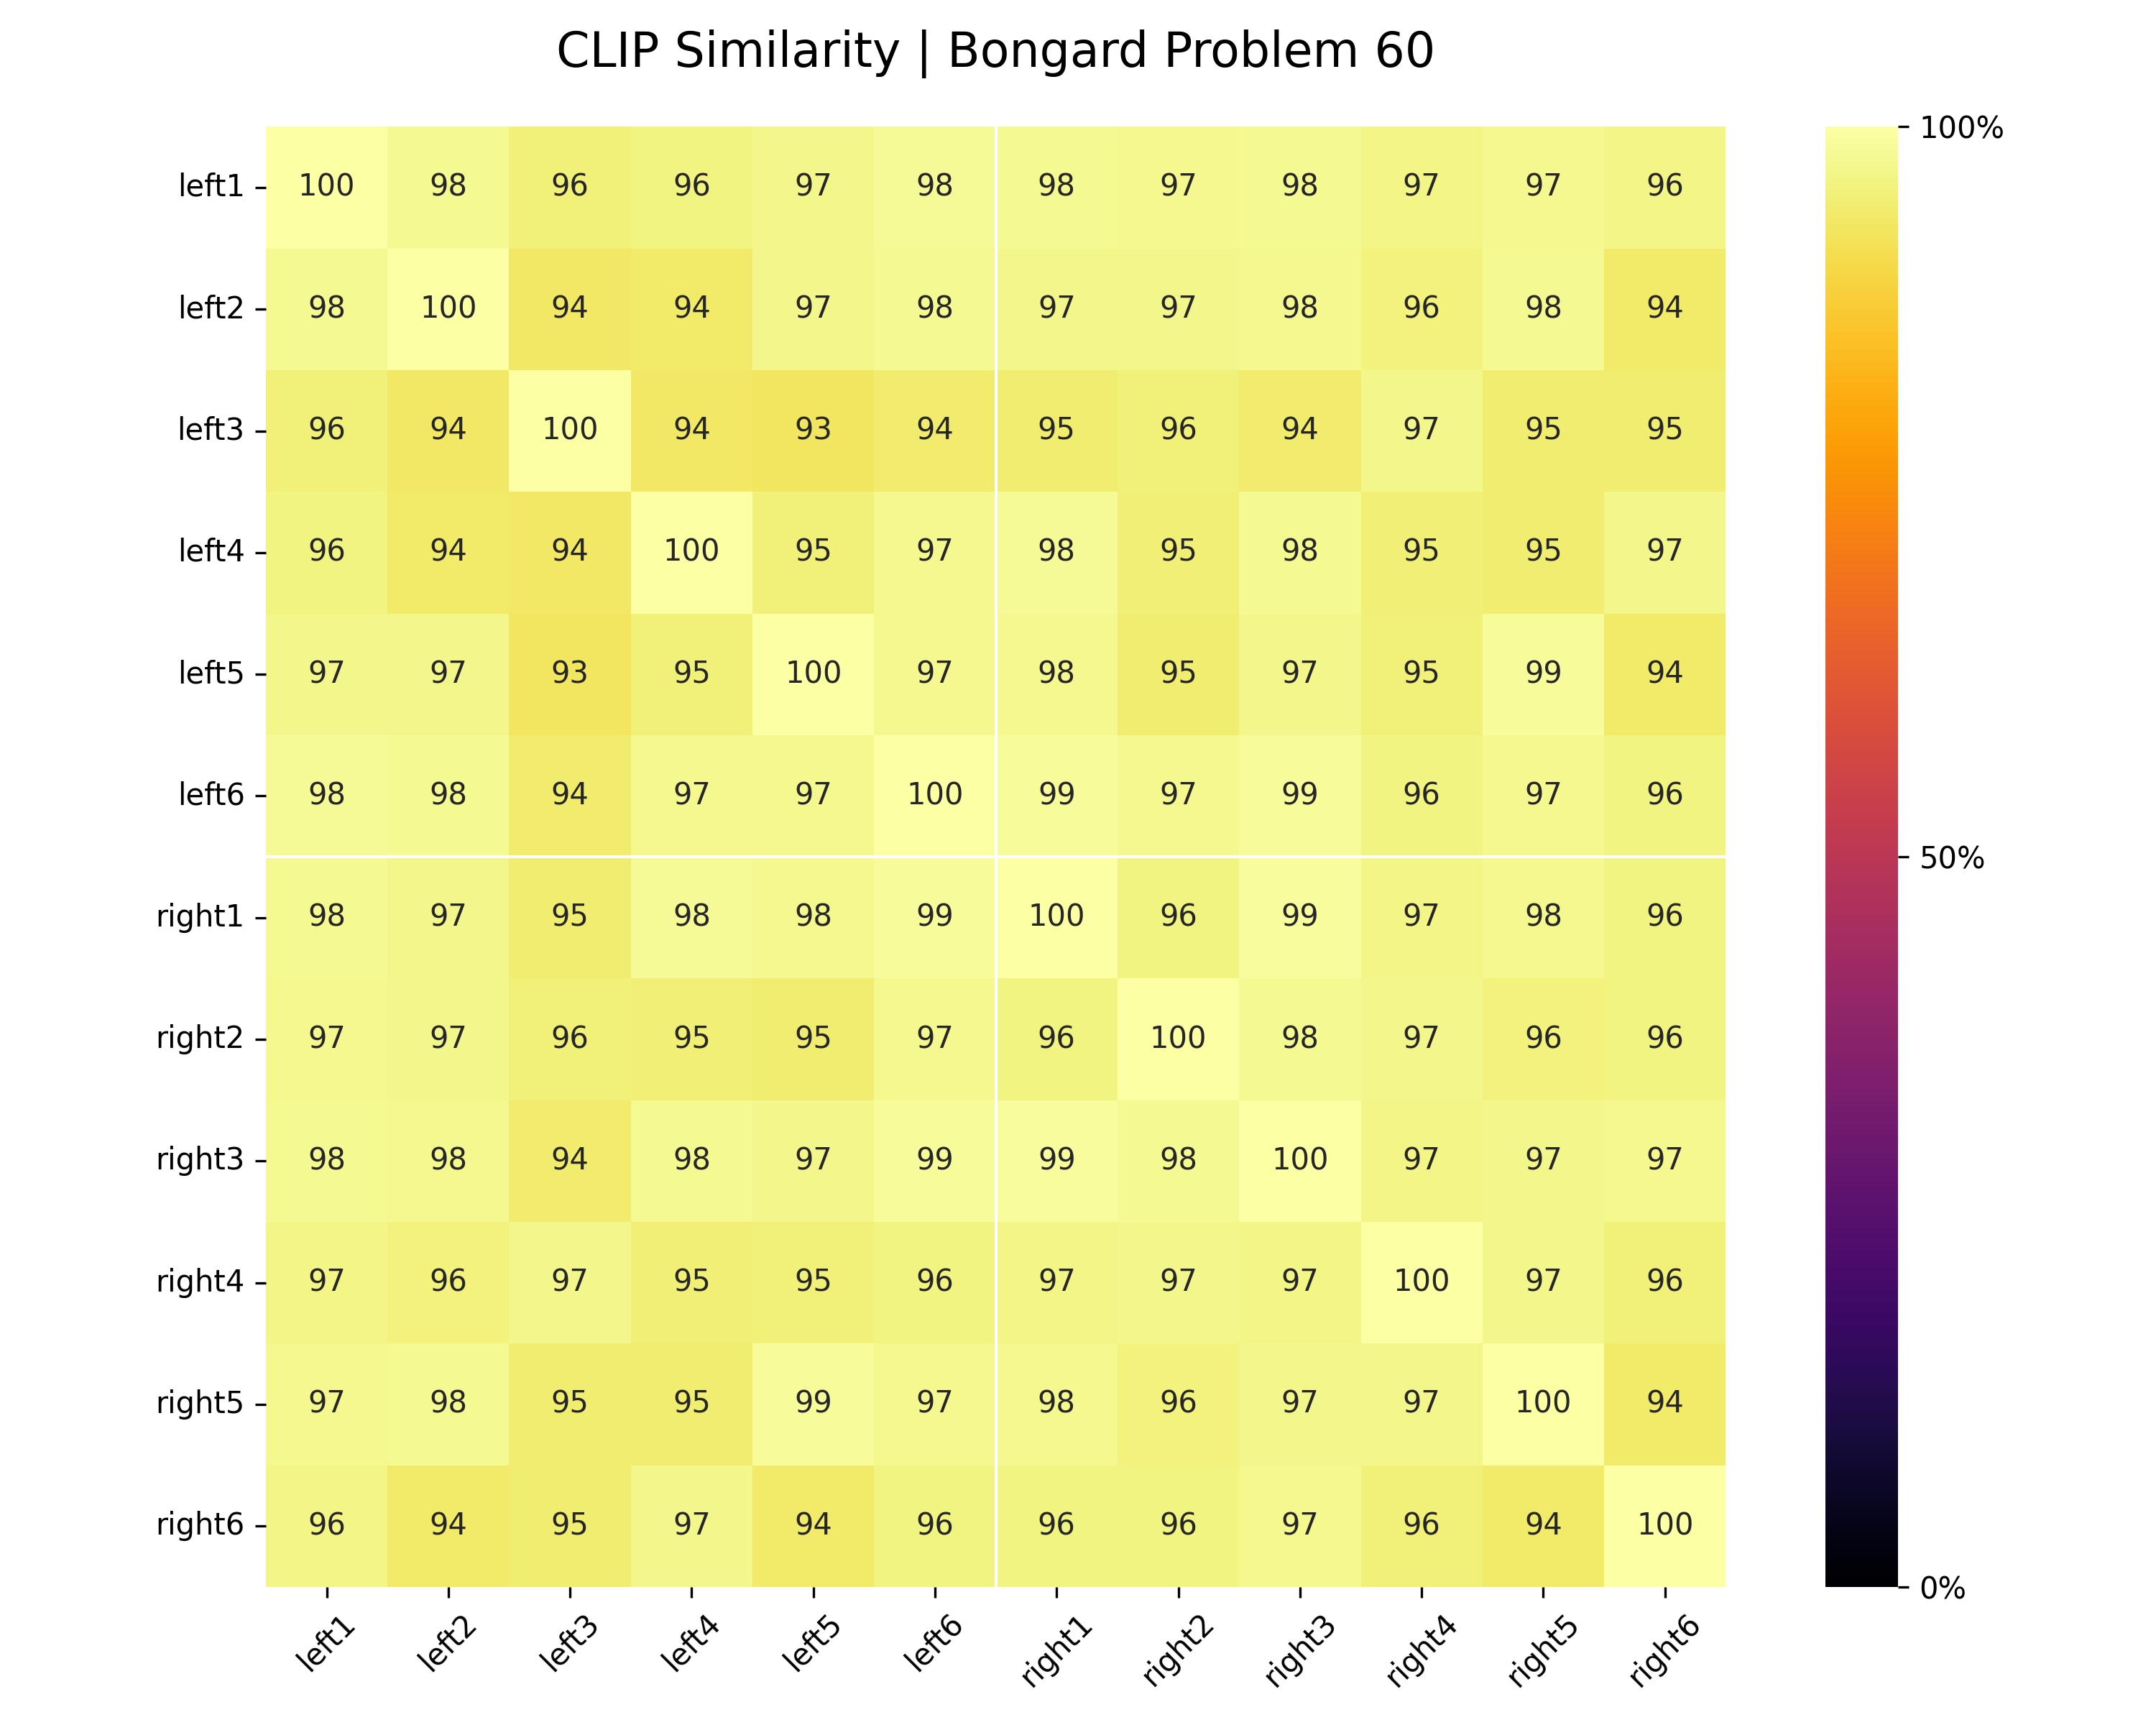 CLIP Similarity | Bongard Problem 60
100%
left1 100 98 96 96 97 98 98 97 98 97 97 96
left2 98 100 94 94 97 98 97 97 98 96 98 94
left3 96 94 100 94 93 94 95 96 94 97 95 95
left4 96 94 94 100 95 97 98 95 98 95 95 97
left5 97 97 93 95 100 97 98 95 97 95 99 94
left6 98 98 94 97 97 100 99 97 99 96 97 96
50%
right1 98 97 95 98 98 99 100 96 99 97 98 96
right2 97 97 96 95 95 97 96 100 98 97 96 96
right3 98 98 94 98 97 99 99 98 100 97 97 97
right4 97 96 97 95 95 96 97 97 97 100 97 96
right5 97 98 95 95 99 97 98 96 97 97 100 94
right6 96 94 95 97 94 96 96 96 97 96 94 100
0%
left1 left2 left3 left4 left5 left6 right1 right2 right3 right4 right5 right6